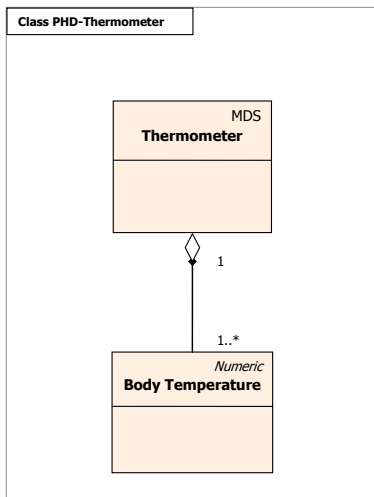 Class PHD-Thermometer
MDS
Thermometer
1
1..*
Numeric
Body Temperature